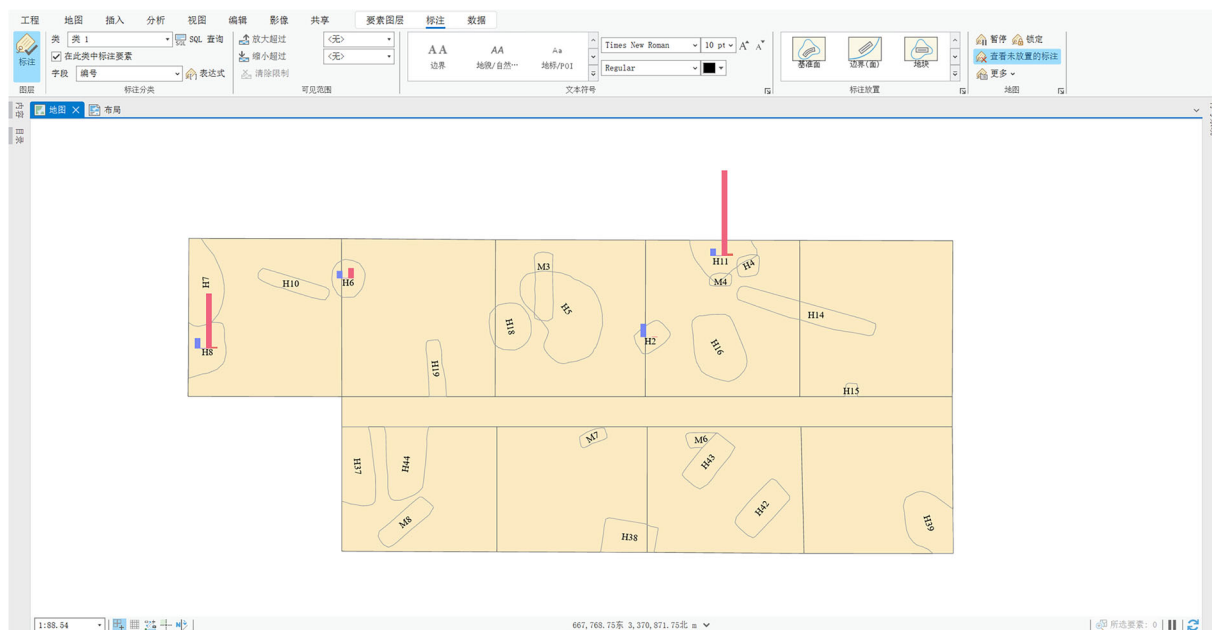 工程 地图 插入 分析 视图 编辑 影像 共享 要素图层 标注 数据
类 类 1 SQL 查询 放大超过 <无> AA AA Aa Times New Roman 10 pt 暂停 锁定
标注 在此类中标注要素 缩小超过 <无> 边界 地貌/自然… 地标/POI 基准面 边界(面) 地块 查看未放置的标注
字段 编号 表达式 清除限制 Regular 更多
图层 标注分类 可见范围 文本符号 标注放置 地图
内容 地图 布局
目录
H7 H10 H6 M3 H11 H4
M4
H8 H18 H5 H2 H16 H14
H19 H15
H37 H44 M7 M6 H43
M8 H38 H42 H39
1:88.54 667,768.75东 3,370,871.75北 m 所选要素: 0